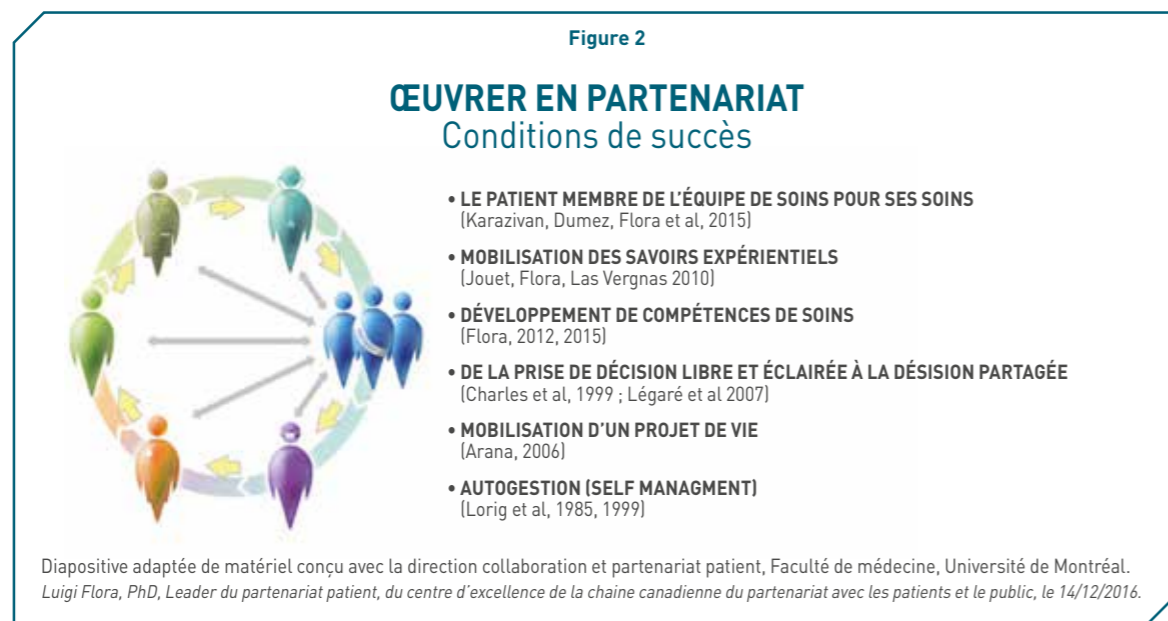 Figure 2
ŒUVRER EN PARTENARIAT
Conditions de succès
• LE PATIENT MEMBRE DE L'ÉQUIPE DE SOINS POUR SES SOINS
(Karazivan, Dumez, Flora et al, 2015)
• MOBILISATION DES SAVOIRS EXPÉRIENTIELS
(Jouet, Flora, Las Vergnas 2010)
• DÉVELOPPEMENT DE COMPÉTENCES DE SOINS
(Flora, 2012, 2015)
• DE LA PRISE DE DÉCISION LIBRE ET ÉCLAIRÉE À LA DÉSISION PARTAGÉE
(Charles et al, 1999 ; Légaré et al 2007)
• MOBILISATION D'UN PROJET DE VIE
(Arana, 2006)
• AUTOGESTION (SELF MANAGMENT)
(Lorig et al, 1985, 1999)
Diapositive adaptée de matériel conçu avec la direction collaboration et partenariat patient, Faculté de médecine, Université de Montréal.
Luigi Flora, PhD, Leader du partenariat patient, du centre d'excellence de la chaine canadienne du partenariat avec les patients et le public, le 14/12/2016.